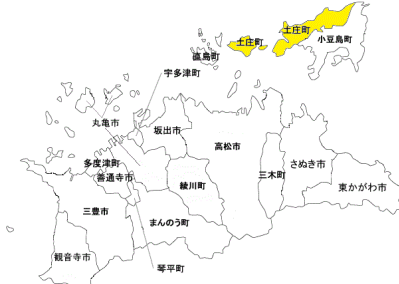 土庄町
土庄町
小豆島町
直島町
宇多津町
丸亀市
坂出市
高松市
さぬき市
多度津町
善通寺市
綾川町
三木町
東かがわ市
三豊市
まんのう町
観音寺市
琴平町